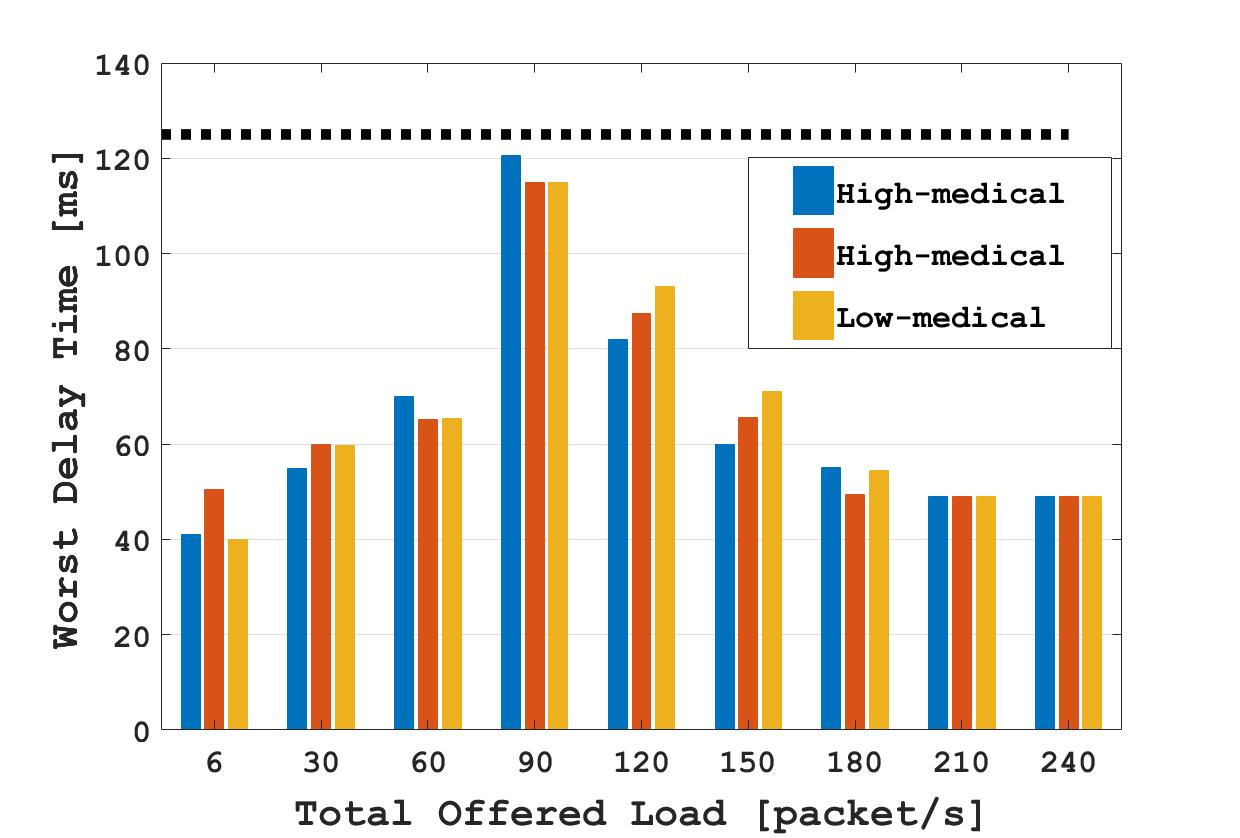 140
120
100
80
60
40
20
0
Worst Delay Time [ms]
High-medical
High-medical
Low-medical
6 30 60 90 120 150 180 210 240
Total Offered Load [packet/s]